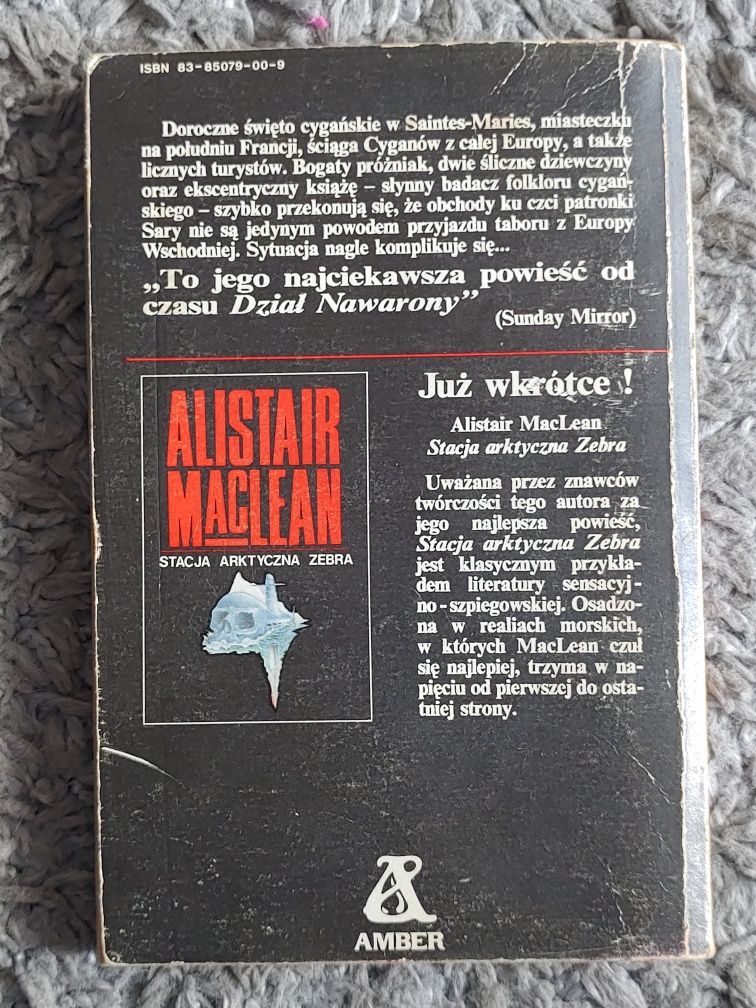 ISBN 83-85079-00-9
Doroczne święto cygańskie w Saintes-Maries, miasteczku
na południu Francji, ściąga Cyganów z całej Europy, a także
licznych turystów. Bogaty próżniak, dwie śliczne dziewczyny
oraz ekscentryczny książę – słynny badacz folkloru cygań-
skiego – szybko przekonują się, że obchody ku czci patronki
Sary nie są jedynym powodem przyjazdu taboru z Europy
Wschodniej. Sytuacja nagle komplikuje się...
„To jego najciekawsza powieść od
czasu Dział Nawarony”
(Sunday Mirror)
ALISTAIR
MACLEAN
STACJA ARKTYCZNA ZEBRA
Już wkrótce !
Alistair MacLean
Stacja arktyczna Zebra
Uważana przez znawców
twórczości tego autora za
jego najlepsza powieść,
Stacja arktyczna Zebra
jest klasycznym przykła-
dem literatury sensacyj-
no-szpiegowskiej. Osadzo-
na w realiach morskich,
w których MacLean czuł
się najlepiej, trzyma w na-
pięciu od pierwszej do osta-
tniej strony.
AMBER